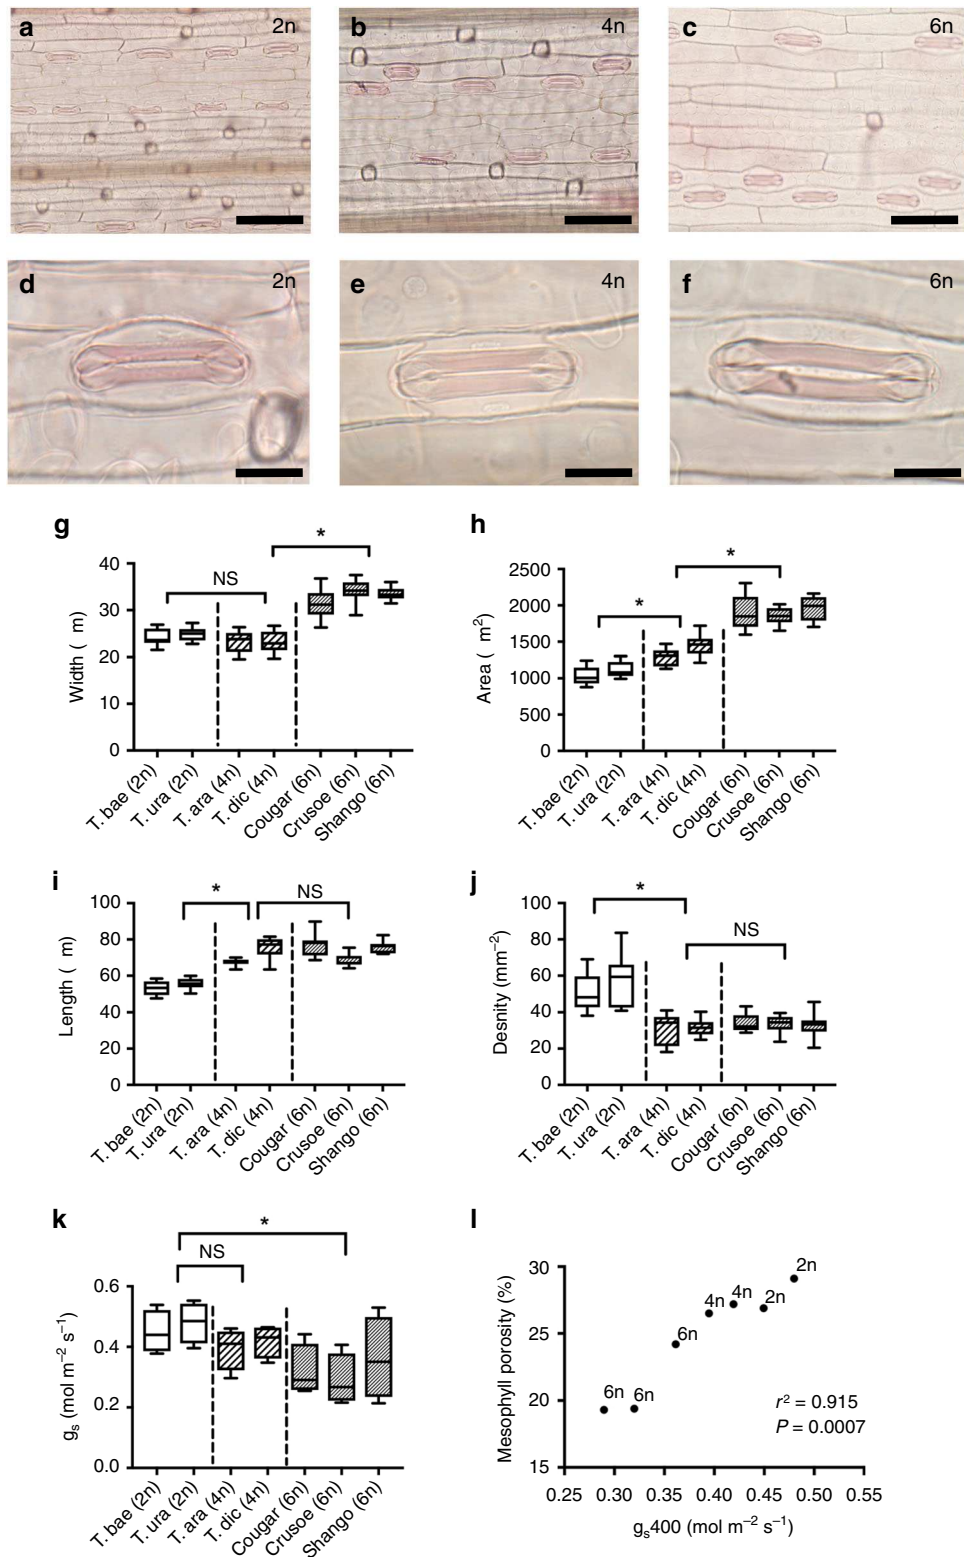 a 2n
b 4n
c 6n
d 2n
e 4n
f 6n
g
Width ( m)
40
30
20
10
0
NS
*
T. bae (2n)
T. ura (2n)
T. ara (4n)
T. dic (4n)
Cougar (6n)
Crusoe (6n)
Shango (6n)
h
Area ( m²)
2500
2000
1500
1000
500
0
*
*
T. bae (2n)
T. ura (2n)
T. ara (4n)
T. dic (4n)
Cougar (6n)
Crusoe (6n)
Shango (6n)
i
Length ( m)
100
80
60
40
20
0
*
NS
T. bae (2n)
T. ura (2n)
T. ara (4n)
T. dic (4n)
Cougar (6n)
Crusoe (6n)
Shango (6n)
j
Desnity (mm⁻²)
100
80
60
40
20
0
*
NS
T. bae (2n)
T. ura (2n)
T. ara (4n)
T. dic (4n)
Cougar (6n)
Crusoe (6n)
Shango (6n)
k
gₛ (mol m⁻² s⁻¹)
0.6
0.4
0.2
0.0
*
NS
T. bae (2n)
T. ura (2n)
T. ara (4n)
T. dic (4n)
Cougar (6n)
Crusoe (6n)
Shango (6n)
l
Mesophyll porosity (%)
30
25
20
15
2n
4n 4n 2n
6n
6n 6n
r² = 0.915
P = 0.0007
0.25 0.30 0.35 0.40 0.45 0.50 0.55
gₛ400 (mol m⁻² s⁻¹)